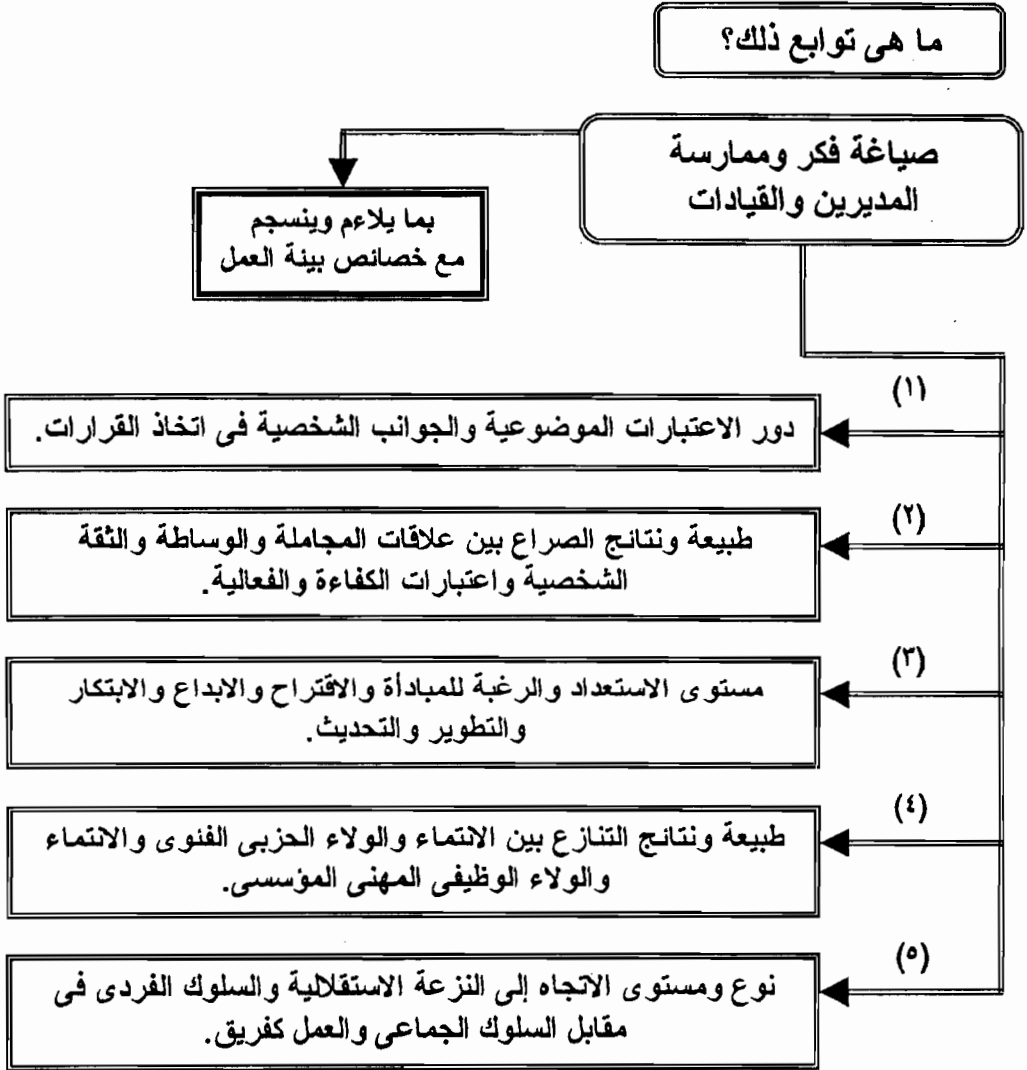 ما هى توابع ذلك؟
صياغة فكر وممارسة
المديرين والقيادات
بما يلاءم وينسجم
مع خصائص بيئة العمل
(١)
دور الاعتبارات الموضوعية والجوانب الشخصية فى اتخاذ القرارات.
(٢)
طبيعة ونتائج الصراع بين علاقات المجاملة والوساطة والثقة
الشخصية واعتبارات الكفاءة والفعالية.
(٣)
مستوى الاستعداد والرغبة للمبادأة والاقتراح والابداع والابتكار
والتطوير والتحديث.
(٤)
طبيعة ونتائج التنازع بين الانتماء والولاء الحزبى الفئوى والانتماء
والولاء الوظيفى المهنى المؤسسى.
(٥)
نوع ومستوى الاتجاه إلى النزعة الاستقلالية والسلوك الفردى فى
مقابل السلوك الجماعى والعمل كفريق.